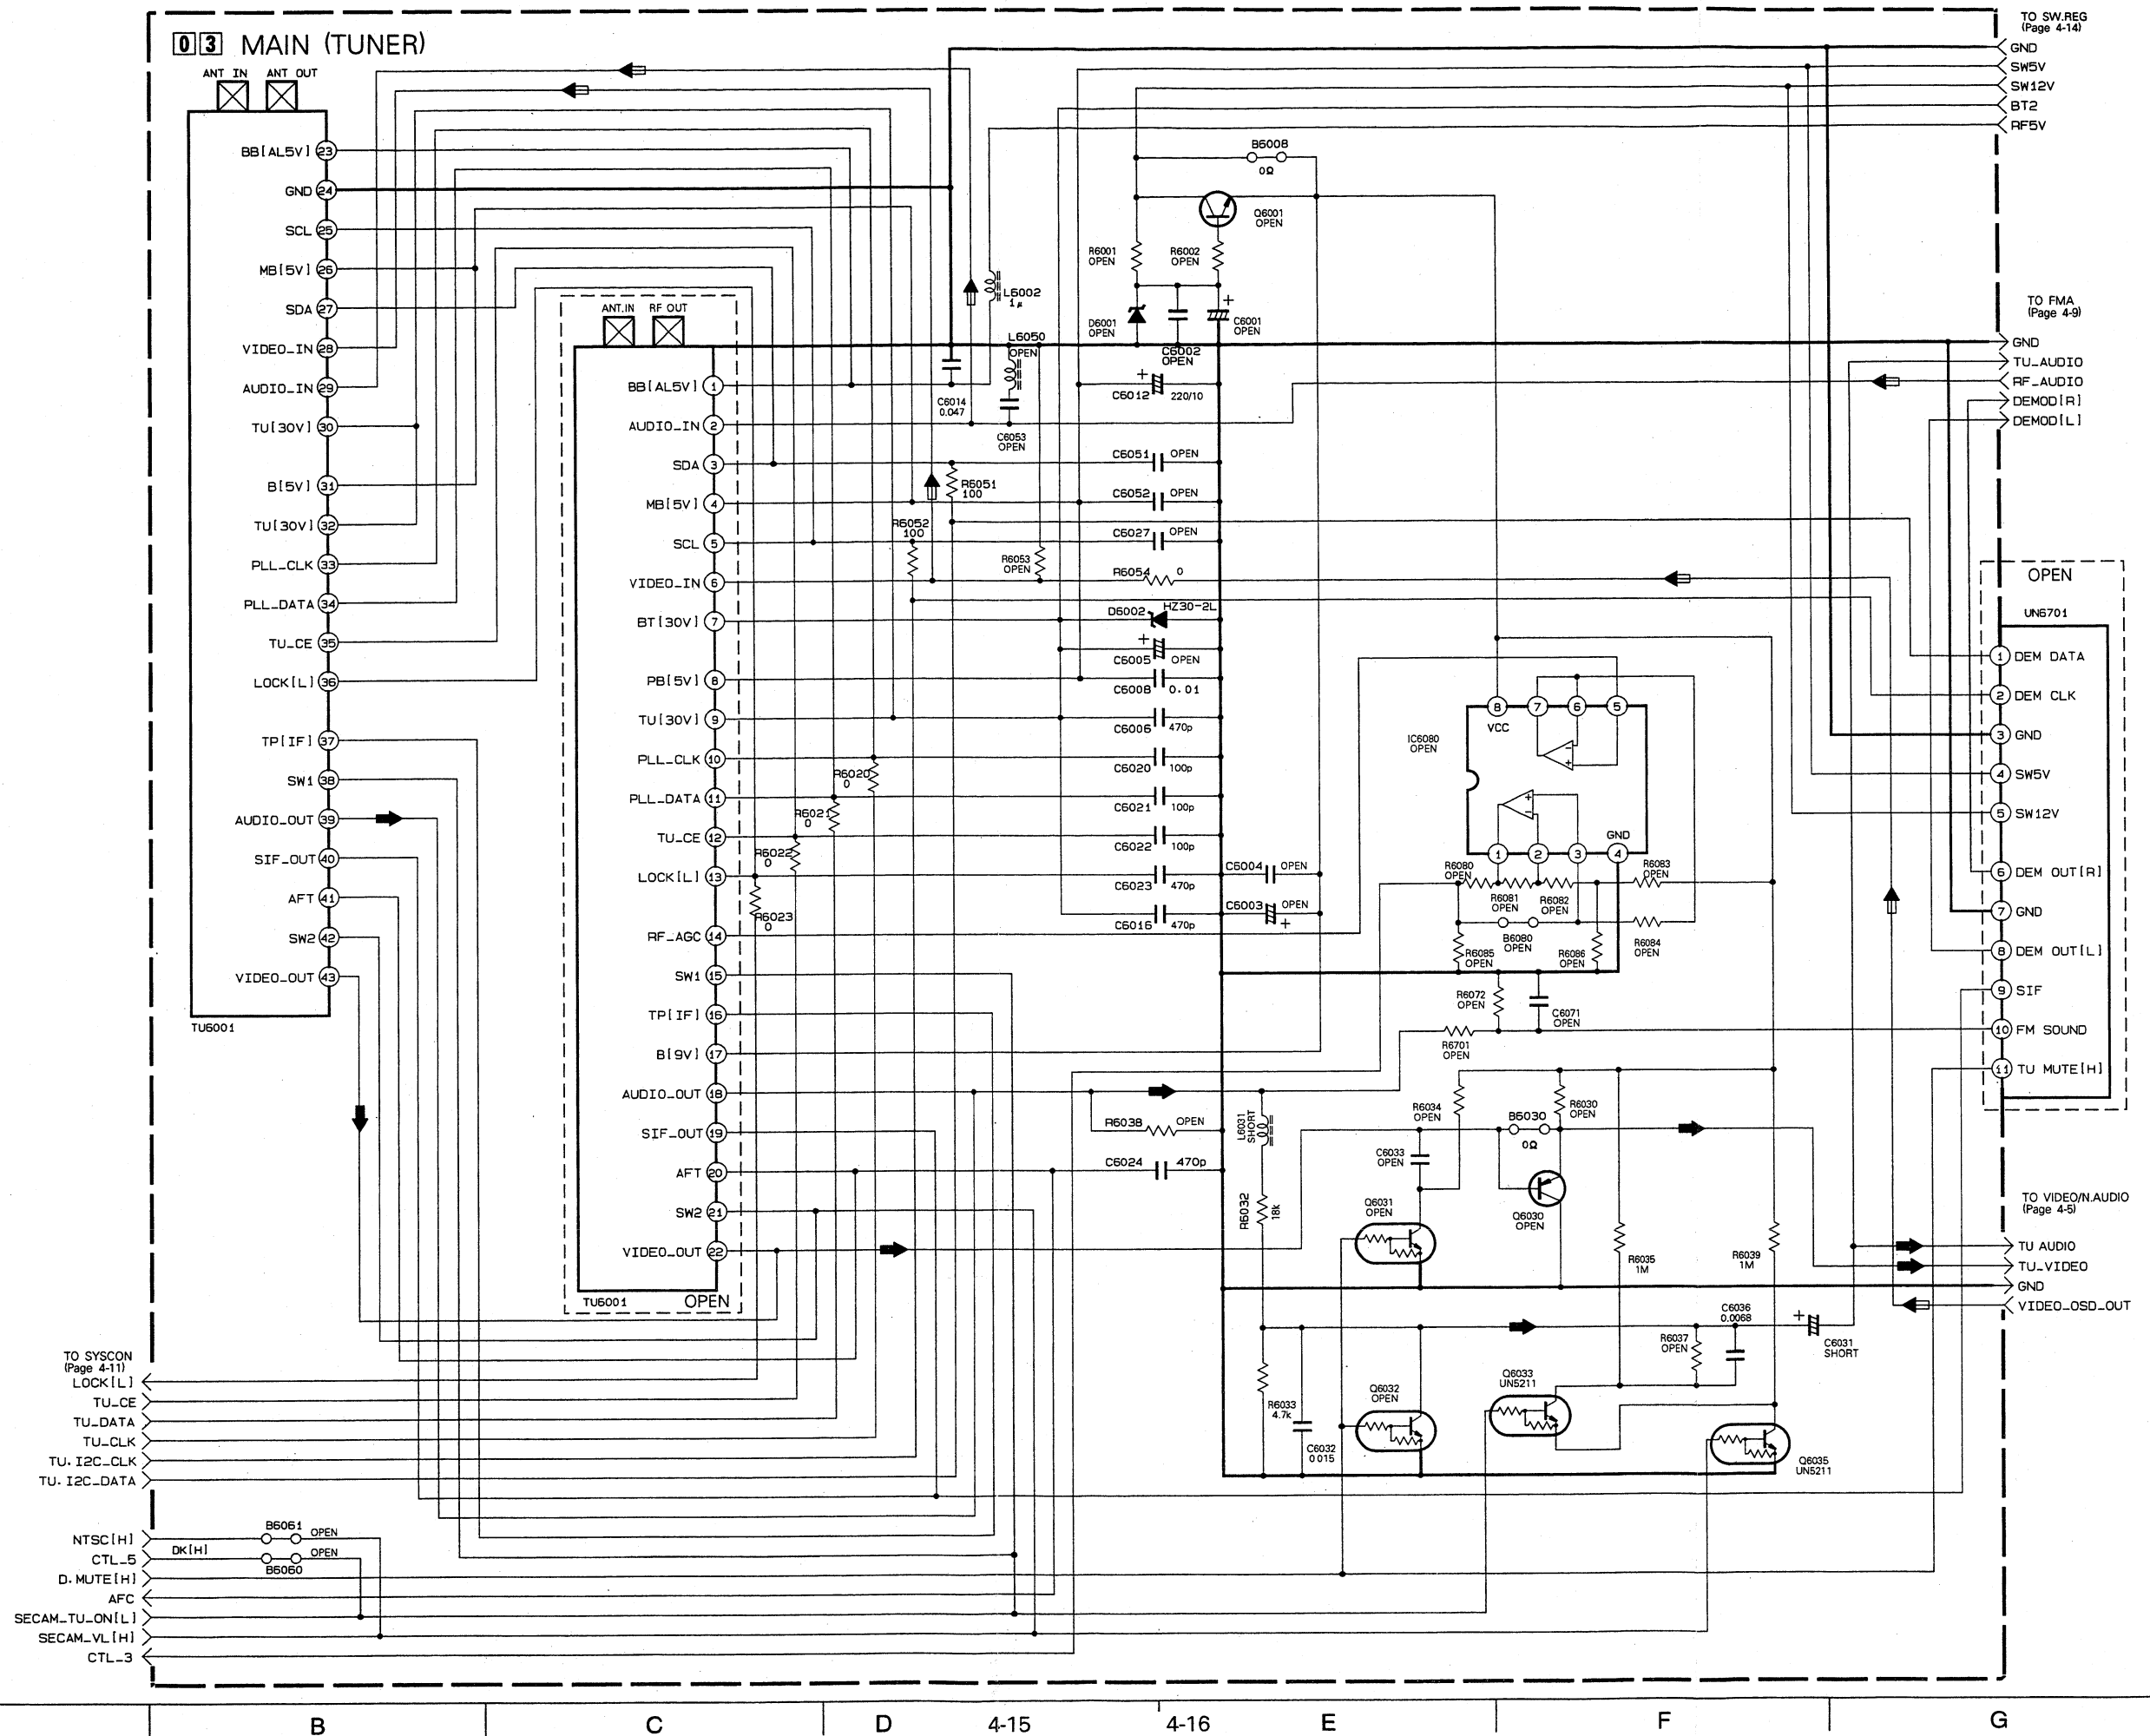 03 MAIN (TUNER)
ANT IN
ANT OUT
BB[AL5V] 23
GND 24
SCL 25
MB[5V] 26
SDA 27
VIDEO_IN 28
AUDIO_IN 29
TU[30V] 30
B[5V] 31
TU[30V] 32
PLL_CLK 33
PLL_DATA 34
TU_CE 35
LOCK[L] 36
TP[IF] 37
SW1 38
AUDIO_OUT 39
SIF_OUT 40
AFT 41
SW2 42
VIDEO_OUT 43
TU6001
ANT.IN
RF OUT
BB[AL5V] 1
AUDIO_IN 2
SDA 3
MB[5V] 4
SCL 5
VIDEO_IN 6
BT[30V] 7
PB[5V] 8
TU[30V] 9
PLL_CLK 10
PLL_DATA 11
TU_CE 12
LOCK[L] 13
RF_AGC 14
SW1 15
TP[IF] 16
B[9V] 17
AUDIO_OUT 18
SIF_OUT 19
AFT 20
SW2 21
VIDEO_OUT 22
TU6001
OPEN
L6002
1μ
L6050
OPEN
C6014
0.047
C6053
OPEN
R6051
100
R6052
100
R6053
OPEN
R6020
0
R6021
0
R6022
0
R6023
0
B6008
0Ω
Q6001
OPEN
R6001
OPEN
R6002
OPEN
D6001
OPEN
C6002
OPEN
+
C6001
OPEN
+
C6012 220/10
C6051 OPEN
C6052 OPEN
C6027 OPEN
R6054 0
D6002 HZ30-2L
+
C6005 OPEN
C6008 0.01
C6006 470p
C6020 100p
C6021 100p
C6022 100p
C6023 470p
C6016 470p
C6004 OPEN
C6003 OPEN
+
R6038 OPEN
C6024 470p
L6031
SHORT
R6032
18k
R6033
4.7k
C6032
0.015
IC6080
OPEN
8 7 6 5
VCC
GND
1 2 3 4
R6080
OPEN
R6081
OPEN
R6082
OPEN
R6083
OPEN
B6080
OPEN
R6084
OPEN
R6085
OPEN
R6086
OPEN
R6072
OPEN
C6071
OPEN
R6701
OPEN
R6034
OPEN
B6030
0Ω
R6030
OPEN
C6033
OPEN
Q6031
OPEN
Q6030
OPEN
R6035
1M
R6039
1M
C6036
0.0068
R6037
OPEN
+
C6031
SHORT
Q6032
OPEN
Q6033
UN5211
Q6035
UN5211
TO SW.REG
(Page 4-14)
GND
SW5V
SW12V
BT2
RF5V
TO FMA
(Page 4-9)
GND
TU_AUDIO
RF_AUDIO
DEMOD[R]
DEMOD[L]
OPEN
UN6701
1 DEM DATA
2 DEM CLK
3 GND
4 SW5V
5 SW12V
6 DEM OUT[R]
7 GND
8 DEM OUT[L]
9 SIF
10 FM SOUND
11 TU MUTE[H]
TO VIDEO/N.AUDIO
(Page 4-5)
TU AUDIO
TU_VIDEO
GND
VIDEO_OSD_OUT
TO SYSCON
(Page 4-11)
LOCK[L]
TU_CE
TU_DATA
TU_CLK
TU.I2C_CLK
TU.I2C_DATA
NTSC[H]
B6061 OPEN
CTL_5
DK[H]
OPEN
B6060
D.MUTE[H]
AFC
SECAM_TU_ON[L]
SECAM_VL[H]
CTL_3
B C D 4-15 4-16 E F G